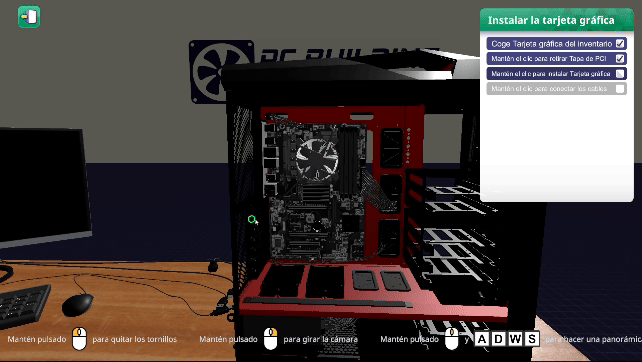 Instalar la tarjeta gráfica
Coge Tarjeta gráfica del inventario
Mantén el clic para retirar Tapa de PCI
Mantén el clic para instalar Tarjeta gráfica
Mantén el clic para conectar los cables
PC BUILDING
Mantén pulsado para quitar los tornillos
Mantén pulsado para girar la cámara
Mantén pulsado y A D W S para hacer una panorámic